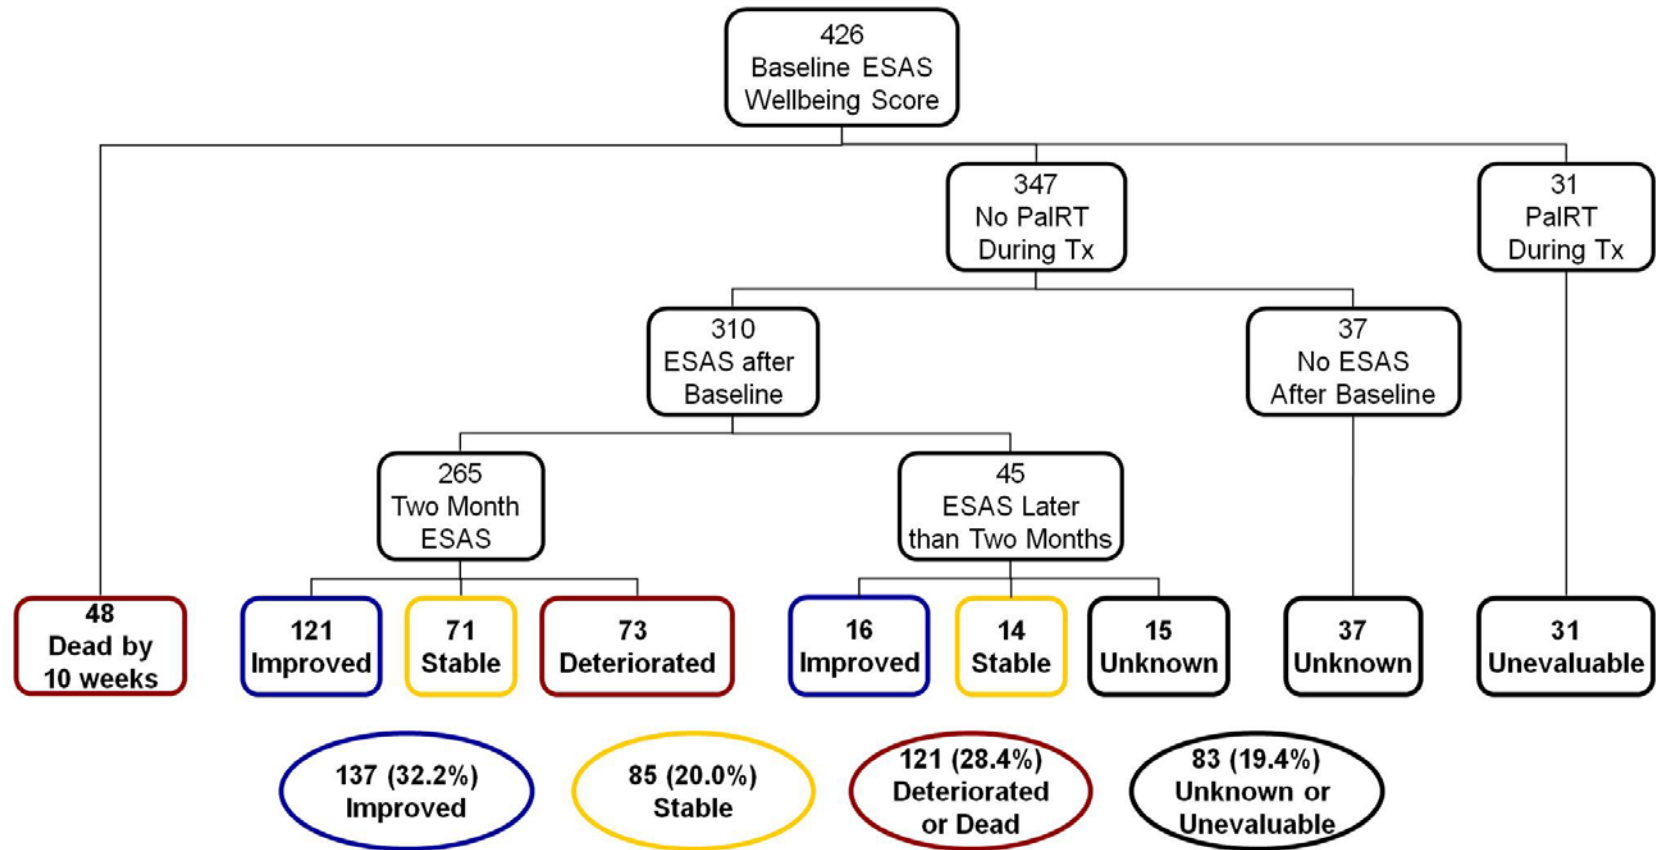 426
Baseline ESAS
Wellbeing Score
347
No PalRT
During Tx
31
PalRT
During Tx
310
ESAS after
Baseline
37
No ESAS
After Baseline
265
Two Month
ESAS
45
ESAS Later
than Two Months
48
Dead by
10 weeks
121
Improved
71
Stable
73
Deteriorated
16
Improved
14
Stable
15
Unknown
37
Unknown
31
Unevaluable
137 (32.2%)
Improved
85 (20.0%)
Stable
121 (28.4%)
Deteriorated
or Dead
83 (19.4%)
Unknown or
Unevaluable